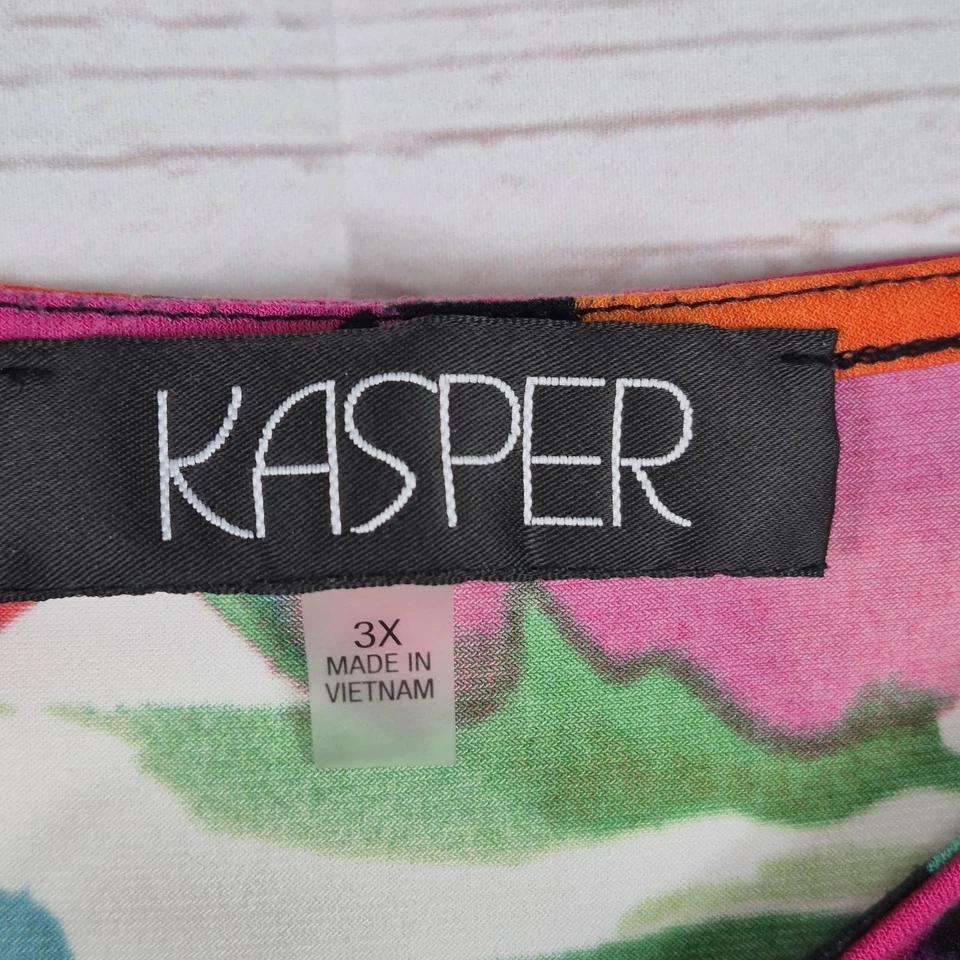 KASPER
3X
MADE IN
VIETNAM